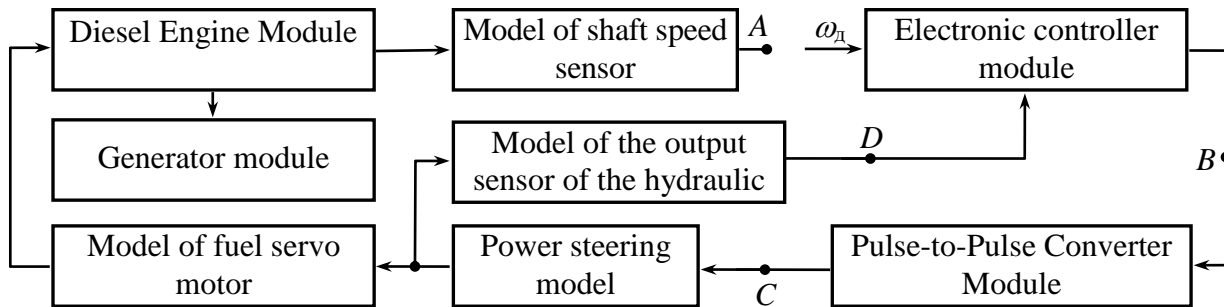 Diesel Engine Module
Model of shaft speed
sensor
A
ωд
Electronic controller
module
Generator module
Model of the output
sensor of the hydraulic
D
B
Model of fuel servo
motor
Power steering
model
C
Pulse-to-Pulse Converter
Module